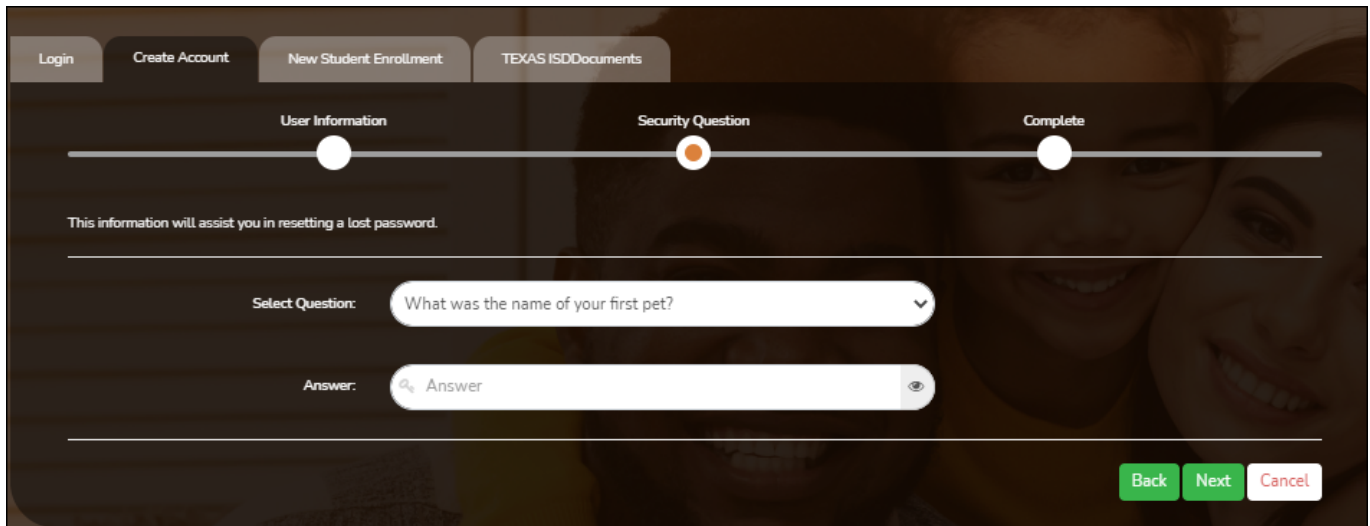 Login
Create Account
New Student Enrollment
TEXAS ISDDocuments
User Information
Security Question
Complete
This information will assist you in resetting a lost password.
Select Question:
What was the name of your first pet?
Answer:
Answer
Back
Next
Cancel